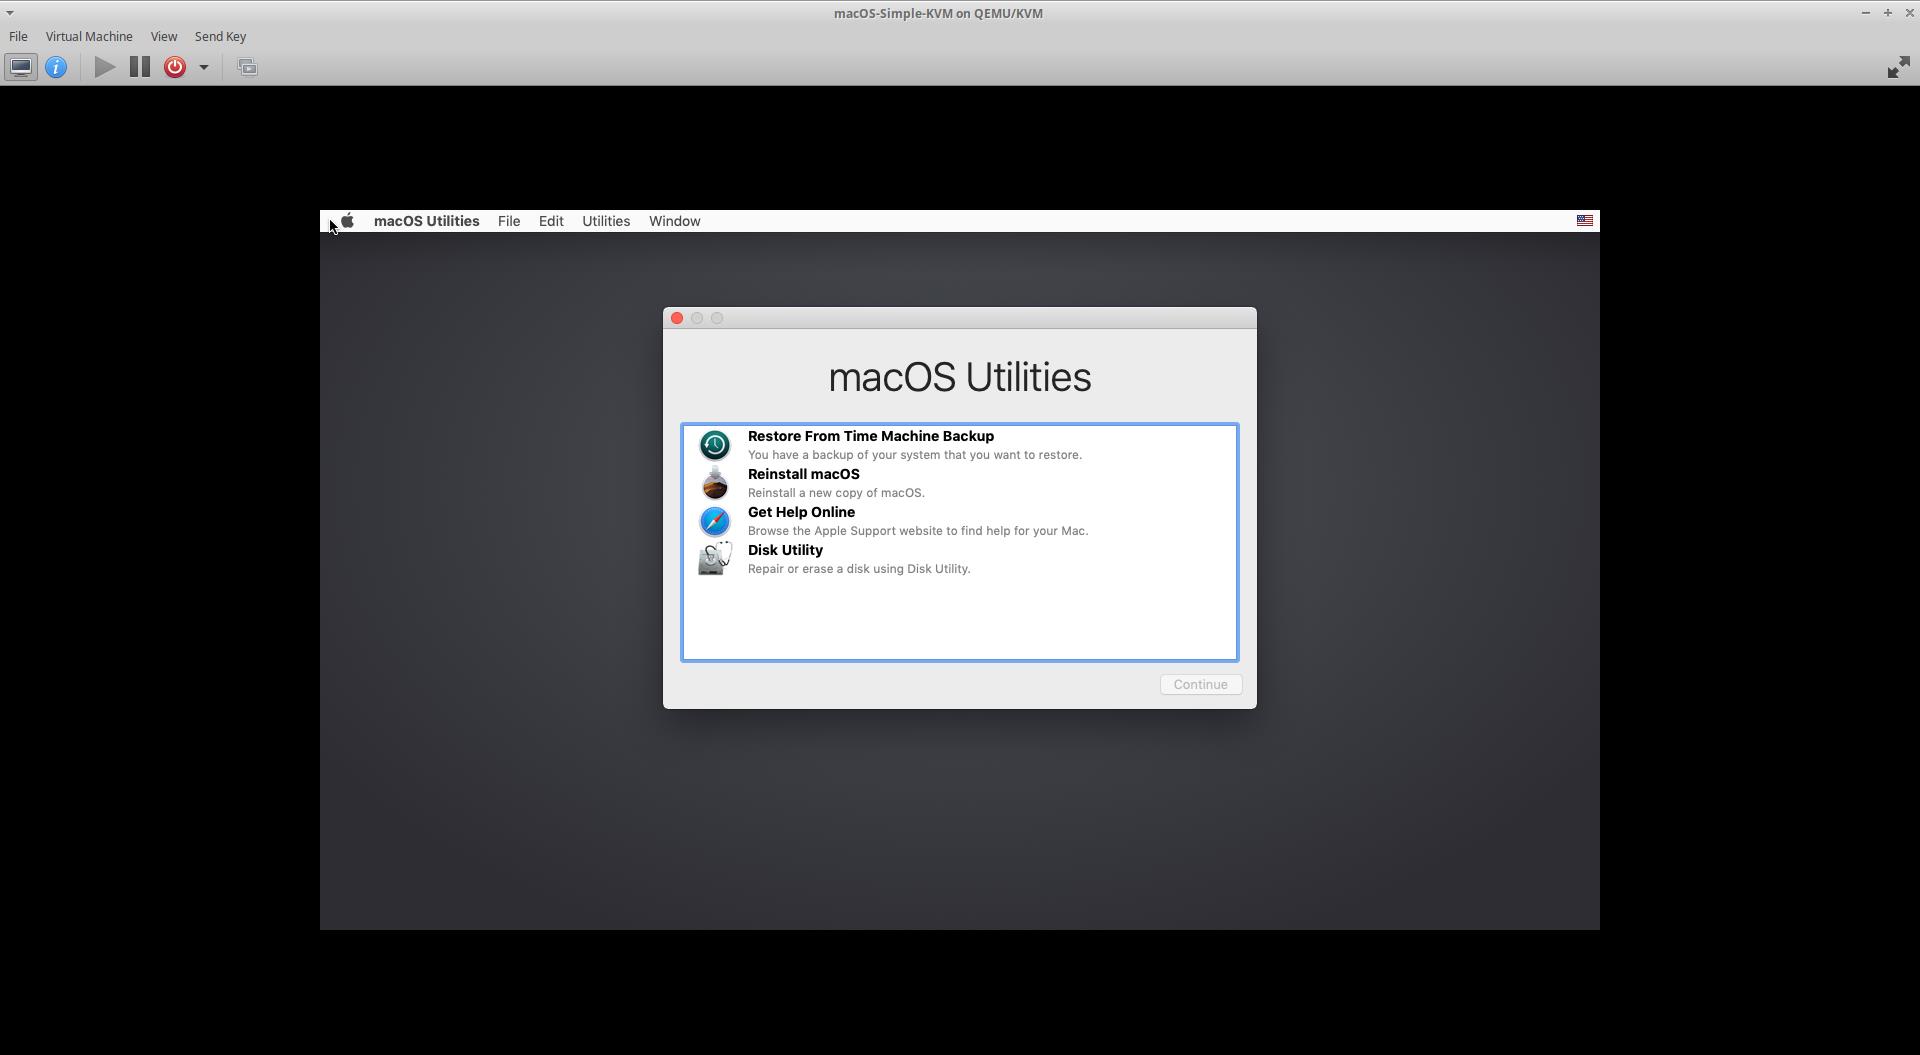 macOS-Simple-KVM on QEMU/KVM
File Virtual Machine View Send Key
macOS Utilities File Edit Utilities Window
macOS Utilities
Restore From Time Machine Backup
You have a backup of your system that you want to restore.
Reinstall macOS
Reinstall a new copy of macOS.
Get Help Online
Browse the Apple Support website to find help for your Mac.
Disk Utility
Repair or erase a disk using Disk Utility.
Continue